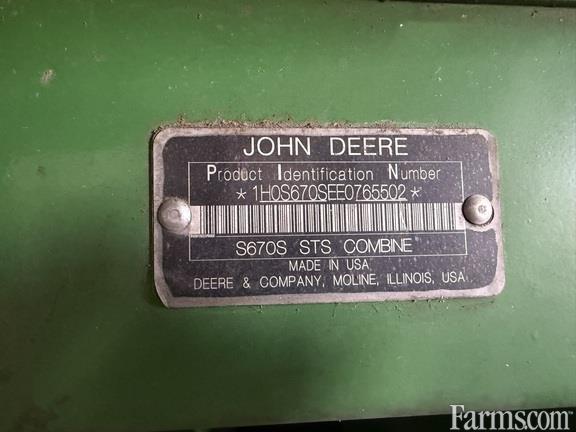 JOHN DEERE
Product Identification Number
*1H0S670SEE0765502*
S670S STS COMBINE
MADE IN USA
DEERE & COMPANY, MOLINE, ILLINOIS, USA
Farms.com